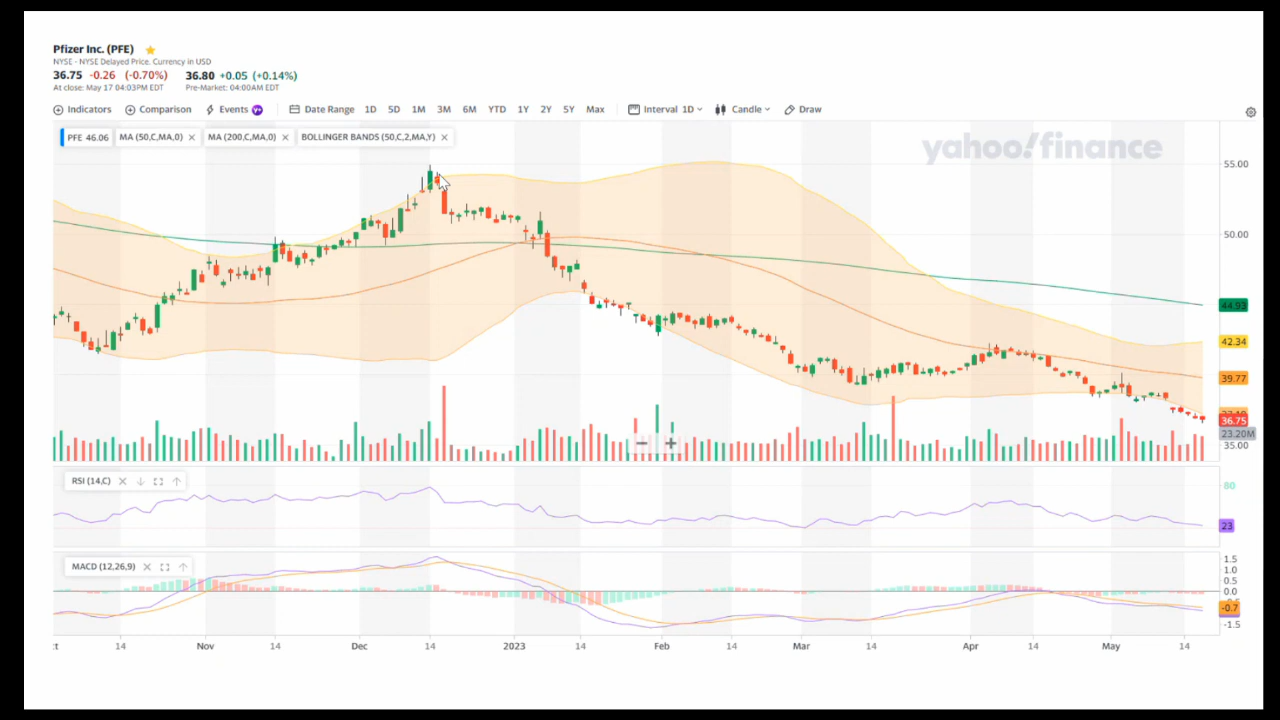 Pfizer Inc. (PFE)
NYSE - NYSE Delayed Price. Currency in USD
36.75 -0.26 (-0.70%) 36.80 +0.05 (+0.14%)
At close: May 17 04:03PM EDT Pre-Market: 04:00AM EDT
Indicators Comparison Events Y+ Date Range 1D 5D 1M 3M 6M YTD 1Y 2Y 5Y Max Interval 1D Candle Draw
PFE 46.06 MA (50,C,MA,0) MA (200,C,MA,0) BOLLINGER BANDS (50,C,2,MA,Y)
yahoo!finance
55.00
50.00
44.93
42.34
39.77
36.75
23.20M
35.00
RSI (14,C)
80
23
MACD (12,26,9)
1.5
1.0
0.5
0.0
-0.7
-1.5
14 Nov 14 Dec 14 2023 14 Feb 14 Mar 14 Apr 14 May 14